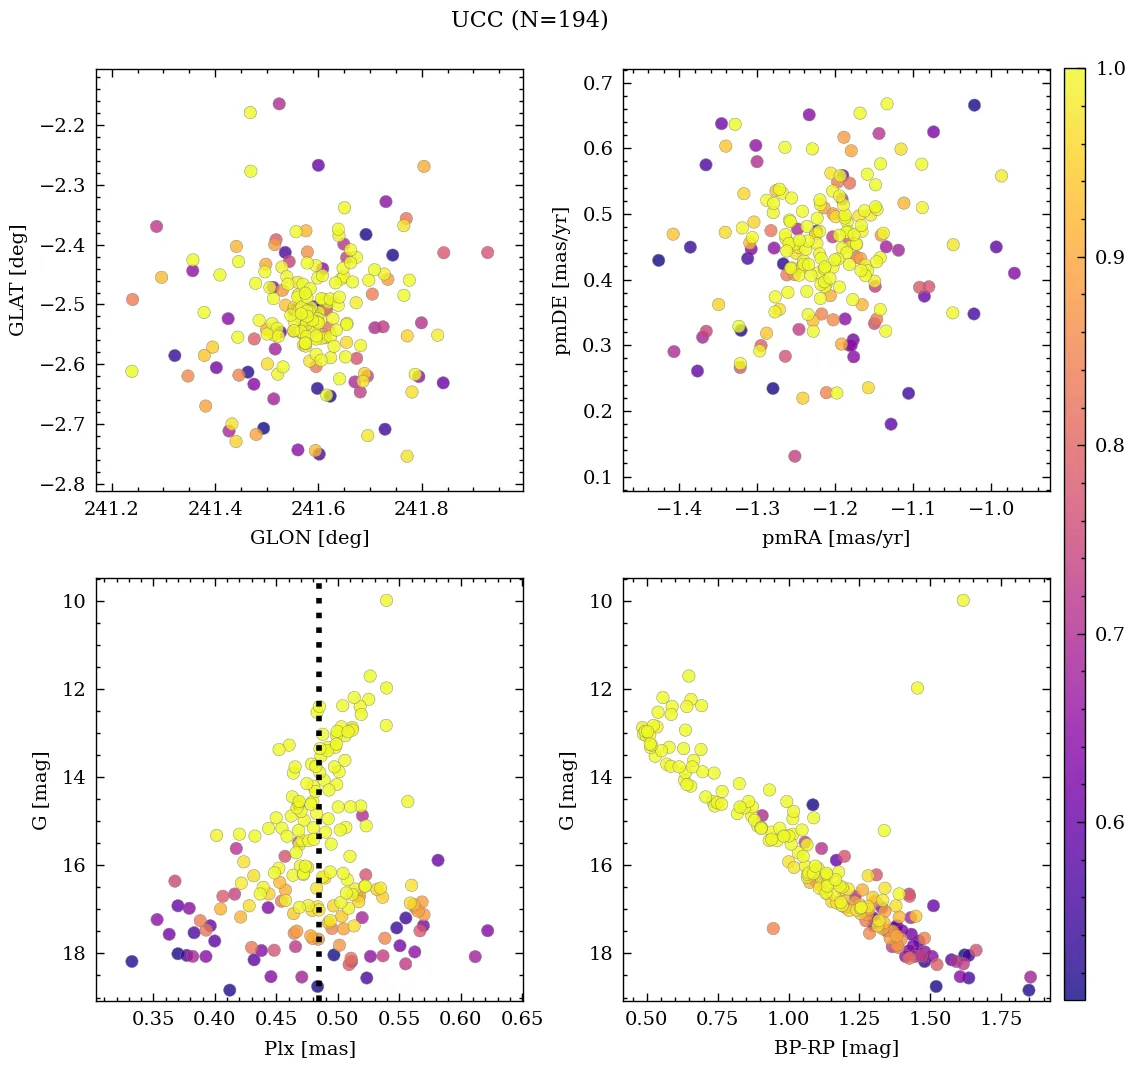 UCC (N=194)
−2.2
−2.3
−2.4
−2.5
−2.6
−2.7
−2.8
GLAT [deg]
241.2 241.4 241.6 241.8
GLON [deg]
0.7
0.6
0.5
0.4
0.3
0.2
0.1
pmDE [mas/yr]
−1.4 −1.3 −1.2 −1.1 −1.0
pmRA [mas/yr]
1.0
0.9
0.8
0.7
0.6
10
12
14
16
18
G [mag]
0.35 0.40 0.45 0.50 0.55 0.60 0.65
Plx [mas]
10
12
14
16
18
G [mag]
0.50 0.75 1.00 1.25 1.50 1.75
BP-RP [mag]